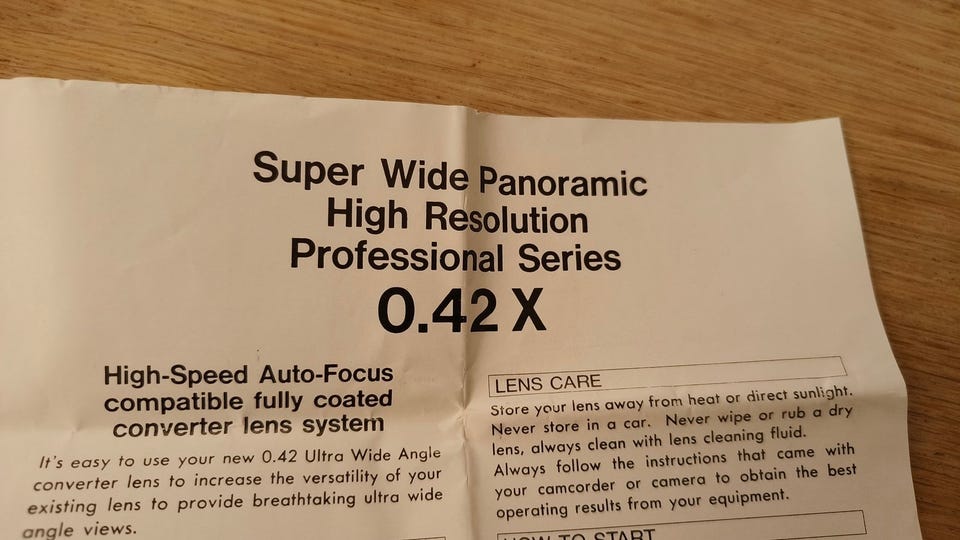 Super Wide Panoramic
High Resolution
Professional Series
0.42 X
High-Speed Auto-Focus
compatible fully coated
converter lens system
It's easy to use your new 0.42 Ultra Wide Angle
converter lens to increase the versatility of your
existing lens to provide breathtaking ultra wide
angle views.
LENS CARE
Store your lens away from heat or direct sunlight.
Never store in a car. Never wipe or rub a dry
lens, always clean with lens cleaning fluid.
Always follow the instructions that came with
your camcorder or camera to obtain the best
operating results from your equipment.
HOW TO START